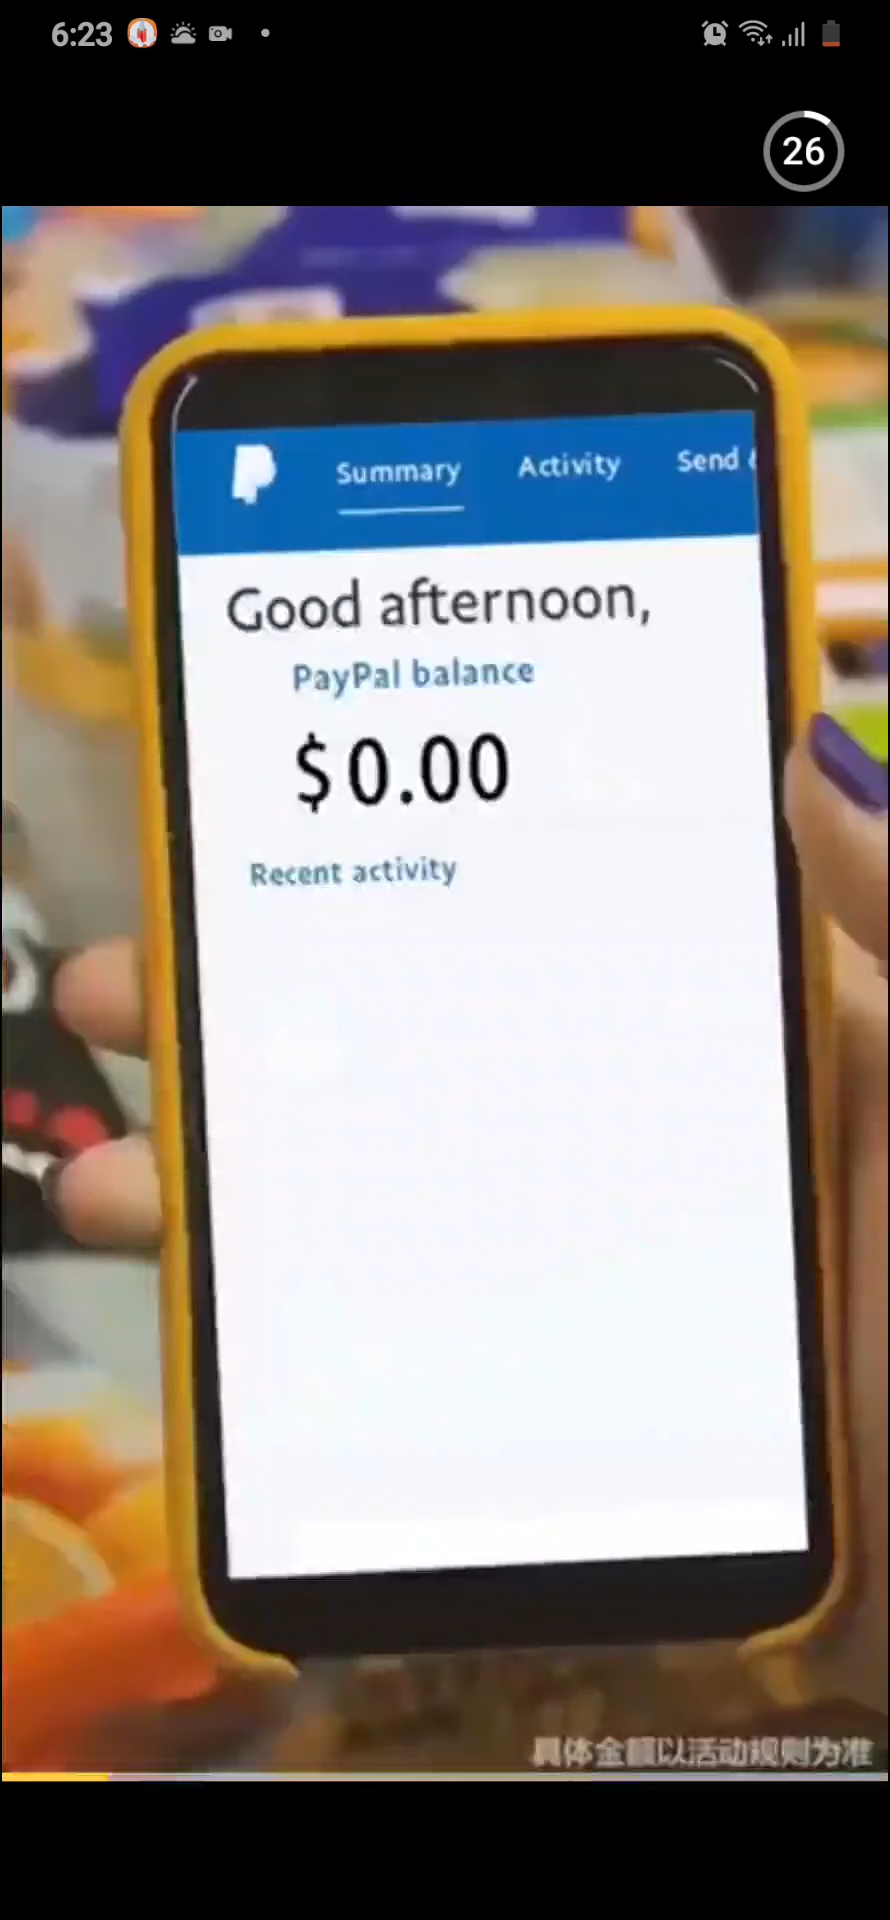 6:23
26
Summary Activity Send
Good afternoon,
PayPal balance
$0.00
Recent activity
具体金额以活动规则为准